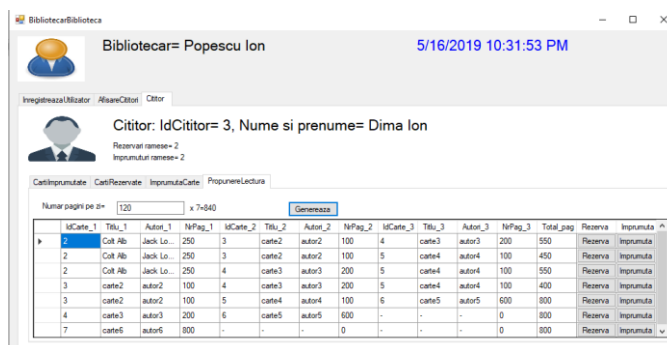 BibliotecarBiblioteca
Bibliotecar= Popescu Ion 5/16/2019 10:31:53 PM
InregistreazaUtilizator AfisareCititori Cititor
Cititor: IdCititor= 3, Nume si prenume= Dima Ion
Rezervari ramese= 2
Imprumuturi ramese= 2
CartiImprumutate CartiRezervate ImprumutaCarte PropunereLectura
Numar pagini pe zi= 120 x 7=840 Genereaza
IdCarte_1 Titlu_1 Autori_1 NrPag_1 IdCarte_2 Titlu_2 Autori_2 NrPag_2 IdCarte_3 Titlu_3 Autori_3 NrPag_3 Total_pag Rezerva Imprumuta
2 Colt Alb Jack Lo... 250 3 carte2 autor2 100 4 carte3 autor3 200 550 Rezerva Imprumuta
2 Colt Alb Jack Lo... 250 3 carte2 autor2 100 5 carte4 autor4 100 450 Rezerva Imprumuta
2 Colt Alb Jack Lo... 250 4 carte3 autor3 200 5 carte4 autor4 100 550 Rezerva Imprumuta
3 carte2 autor2 100 4 carte3 autor3 200 5 carte4 autor4 100 400 Rezerva Imprumuta
3 carte2 autor2 100 5 carte4 autor4 100 6 carte5 autor5 600 800 Rezerva Imprumuta
4 carte3 autor3 200 6 carte5 autor5 600 - - - 0 800 Rezerva Imprumuta
7 carte6 autor6 800 - - - 0 - - - 0 800 Rezerva Imprumuta